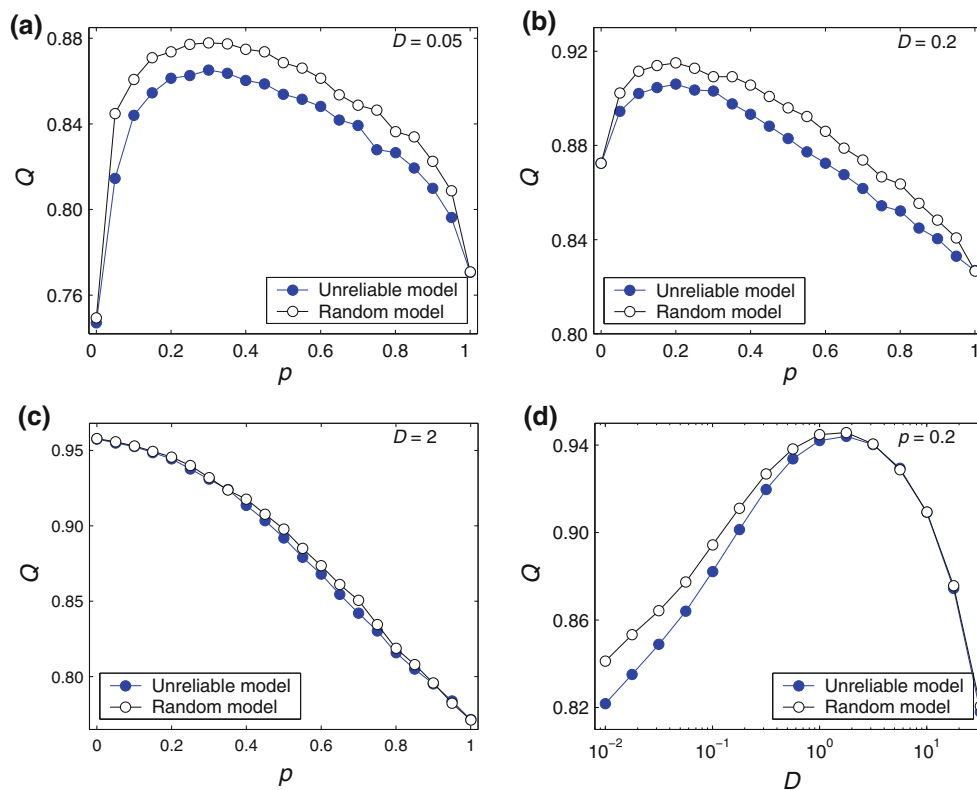 (a)
D = 0.05
0.88
0.84
0.80
0.76
Q
0
0.2
0.4
0.6
0.8
1
p
Unreliable model
Random model
(b)
D = 0.2
0.92
0.88
0.84
0.80
Q
0
0.2
0.4
0.6
0.8
1
p
Unreliable model
Random model
(c)
D = 2
0.95
0.90
0.85
0.80
Q
0
0.2
0.4
0.6
0.8
1
p
Unreliable model
Random model
(d)
p = 0.2
0.94
0.90
0.86
0.82
Q
10⁻²
10⁻¹
10⁰
10¹
D
Unreliable model
Random model